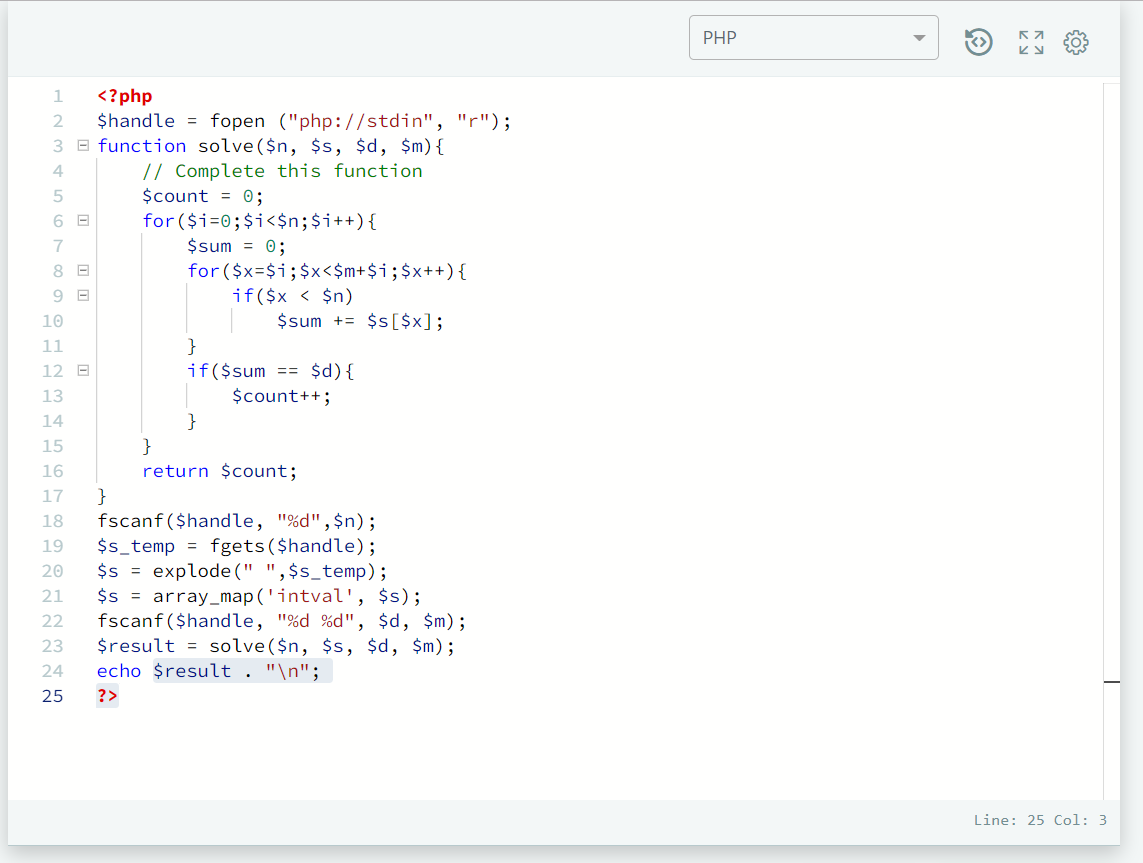 PHP
1 <?php
2 $handle = fopen ("php://stdin", "r");
3 function solve($n, $s, $d, $m){
4     // Complete this function
5     $count = 0;
6     for($i=0;$i<$n;$i++){
7         $sum = 0;
8         for($x=$i;$x<$m+$i;$x++){
9             if($x < $n)
10                 $sum += $s[$x];
11         }
12         if($sum == $d){
13             $count++;
14         }
15     }
16     return $count;
17 }
18 fscanf($handle, "%d",$n);
19 $s_temp = fgets($handle);
20 $s = explode(" ",$s_temp);
21 $s = array_map('intval', $s);
22 fscanf($handle, "%d %d", $d, $m);
23 $result = solve($n, $s, $d, $m);
24 echo $result . "\n";
25 ?>
Line: 25 Col: 3